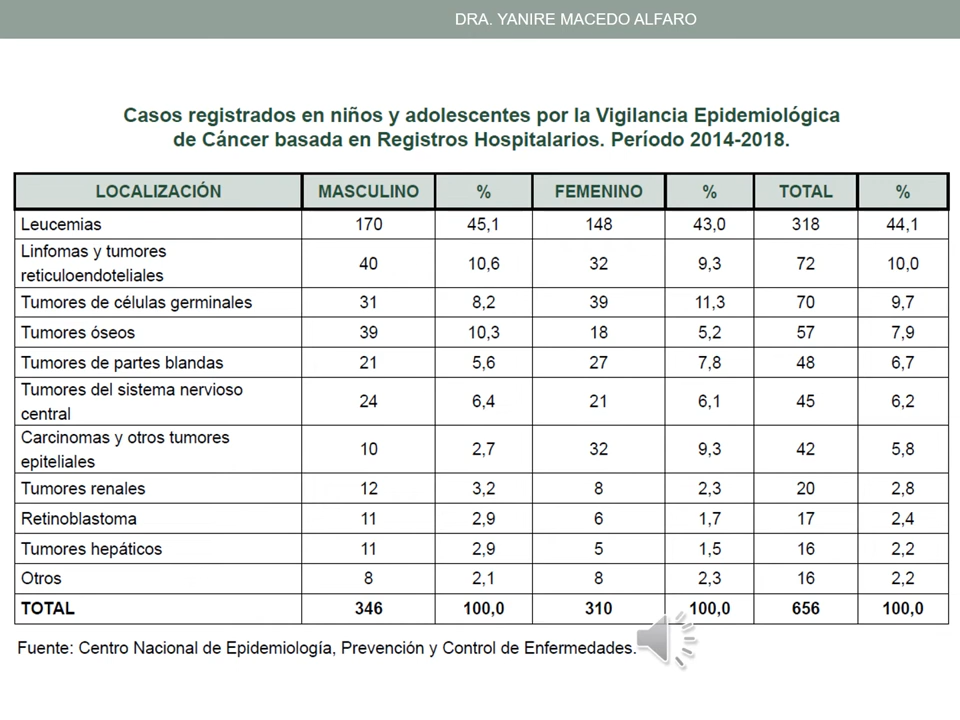 DRA. YANIRE MACEDO ALFARO
Casos registrados en niños y adolescentes por la Vigilancia Epidemiológica
de Cáncer basada en Registros Hospitalarios. Período 2014-2018.
LOCALIZACIÓN MASCULINO % FEMENINO % TOTAL %
Leucemias 170 45,1 148 43,0 318 44,1
Linfomas y tumores
reticuloendoteliales 40 10,6 32 9,3 72 10,0
Tumores de células germinales 31 8,2 39 11,3 70 9,7
Tumores óseos 39 10,3 18 5,2 57 7,9
Tumores de partes blandas 21 5,6 27 7,8 48 6,7
Tumores del sistema nervioso
central 24 6,4 21 6,1 45 6,2
Carcinomas y otros tumores
epiteliales 10 2,7 32 9,3 42 5,8
Tumores renales 12 3,2 8 2,3 20 2,8
Retinoblastoma 11 2,9 6 1,7 17 2,4
Tumores hepáticos 11 2,9 5 1,5 16 2,2
Otros 8 2,1 8 2,3 16 2,2
TOTAL 346 100,0 310 100,0 656 100,0
Fuente: Centro Nacional de Epidemiología, Prevención y Control de Enfermedades.